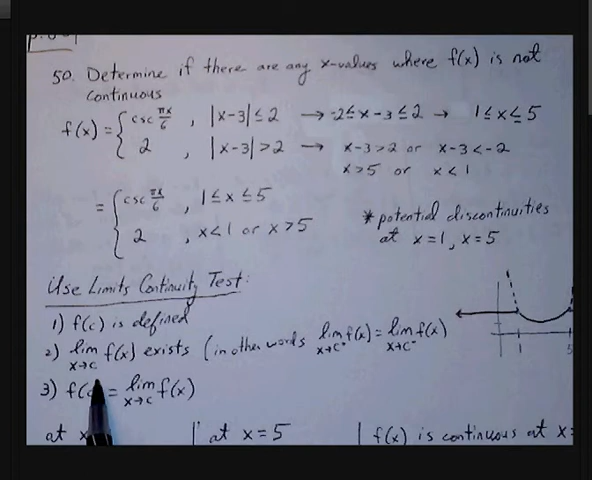 50. Determine if there are any x-values where f(x) is not
continuous
f(x) = { csc πx/6 , |x-3| ≤ 2 → -2 ≤ x-3 ≤ 2 → 1 ≤ x ≤ 5
2 , |x-3| > 2 → x-3 > 2 or x-3 < -2
x > 5 or x < 1
= { csc πx/6 , 1 ≤ x ≤ 5
2 , x < 1 or x > 5
* potential discontinuities
at x=1, x=5
Use Limits Continuity Test:
1) f(c) is defined
2) lim x→c f(x) exists (in other words lim x→c⁻ f(x) = lim x→c⁻ f(x)
3) f(c) = lim x→c f(x)
1 5
at x at x=5 f(x) is continuous at x=